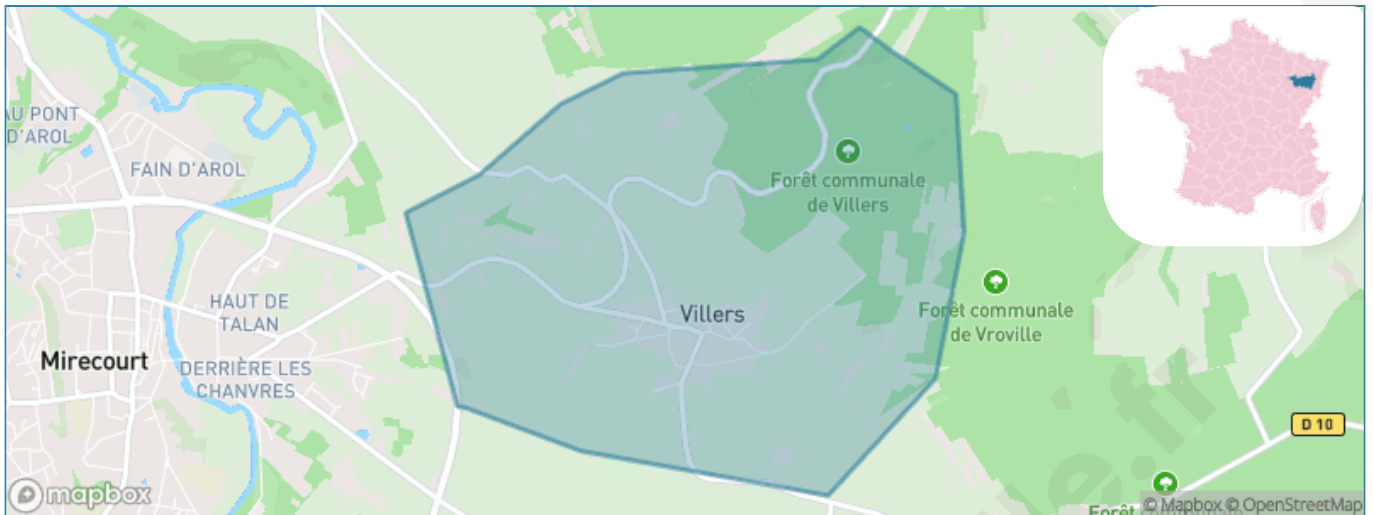 AU PONT
D'AROL
FAIN D'AROL
Forêt communale
de Villers
HAUT DE
TALAN
Villers
Forêt communale
de Vroville
Mirecourt
DERRIÈRE LES
CHANVRES
D 10
mapbox
© Mapbox © OpenStreetMap
Forêt